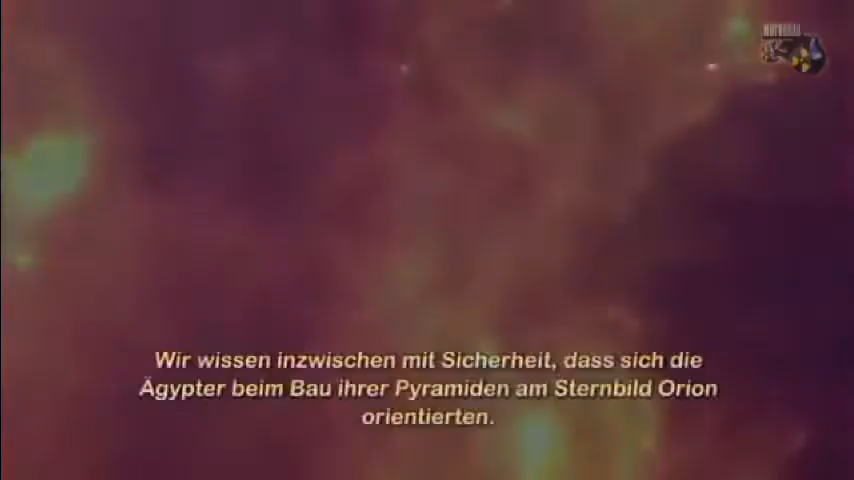 Wir wissen inzwischen mit Sicherheit, dass sich die
Ägypter beim Bau ihrer Pyramiden am Sternbild Orion
orientierten.